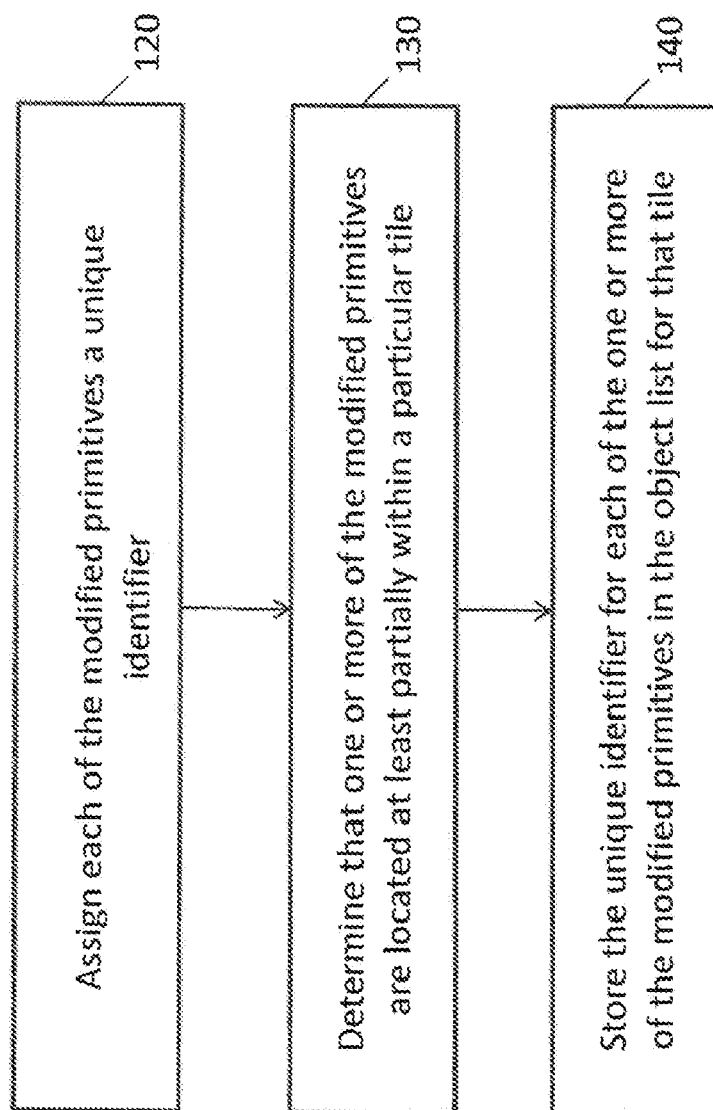 Assign each of the modified primitives a unique
identifier
120
Determine that one or more of the modified primitives
are located at least partially within a particular tile
130
Store the unique identifier for each of the one or more
of the modified primitives in the object list for that tile
140